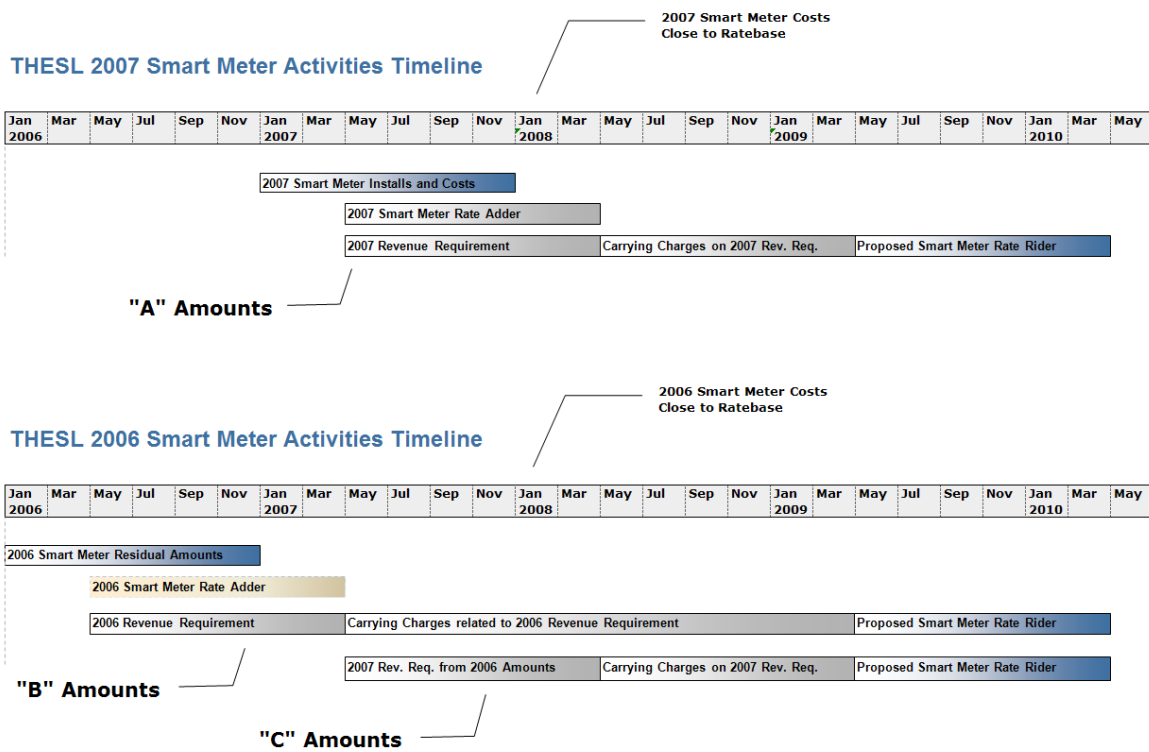 2007 Smart Meter Costs
Close to Ratebase
THESL 2007 Smart Meter Activities Timeline
Jan Mar May Jul Sep Nov Jan Mar May Jul Sep Nov Jan Mar May Jul Sep Nov Jan Mar May Jul Sep Nov Jan Mar May
2006 2007 2008 2009 2010
2007 Smart Meter Installs and Costs
2007 Smart Meter Rate Adder
2007 Revenue Requirement Carrying Charges on 2007 Rev. Req. Proposed Smart Meter Rate Rider
"A" Amounts
2006 Smart Meter Costs
Close to Ratebase
THESL 2006 Smart Meter Activities Timeline
Jan Mar May Jul Sep Nov Jan Mar May Jul Sep Nov Jan Mar May Jul Sep Nov Jan Mar May Jul Sep Nov Jan Mar May
2006 2007 2008 2009 2010
2006 Smart Meter Residual Amounts
2006 Smart Meter Rate Adder
2006 Revenue Requirement Carrying Charges related to 2006 Revenue Requirement Proposed Smart Meter Rate Rider
2007 Rev. Req. from 2006 Amounts Carrying Charges on 2007 Rev. Req. Proposed Smart Meter Rate Rider
"B" Amounts
"C" Amounts